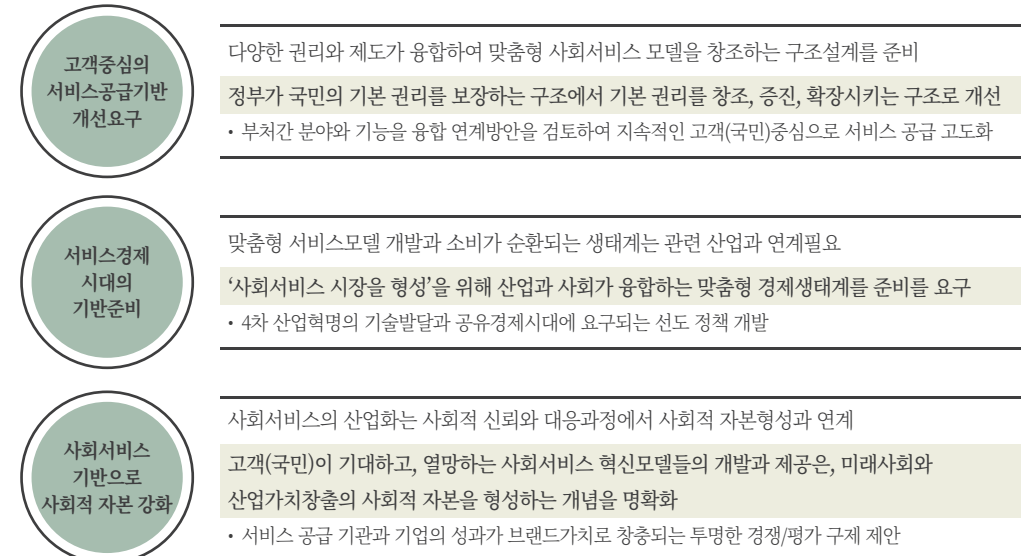 고객중심의
서비스공급기반
개선요구
다양한 권리와 제도가 융합하여 맞춤형 사회서비스 모델을 창조하는 구조설계를 준비
정부가 국민의 기본 권리를 보장하는 구조에서 기본 권리를 창조, 증진, 확장시키는 구조로 개선
• 부처간 분야와 기능을 융합 연계방안을 검토하여 지속적인 고객(국민)중심으로 서비스 공급 고도화
서비스경제
시대의
기반준비
맞춤형 서비스모델 개발과 소비가 순환되는 생태계는 관련 산업과 연계필요
‘사회서비스 시장을 형성’을 위해 산업과 사회가 융합하는 맞춤형 경제생태계를 준비를 요구
• 4차 산업혁명의 기술발달과 공유경제시대에 요구되는 선도 정책 개발
사회서비스
기반으로
사회적 자본 강화
사회서비스의 산업화는 사회적 신뢰와 대응과정에서 사회적 자본형성과 연계
고객(국민)이 기대하고, 열망하는 사회서비스 혁신모델들의 개발과 제공은, 미래사회와
산업가치창출의 사회적 자본을 형성하는 개념을 명확화
• 서비스 공급 기관과 기업의 성과가 브랜드가치로 창충되는 투명한 경쟁/평가 구제 제안